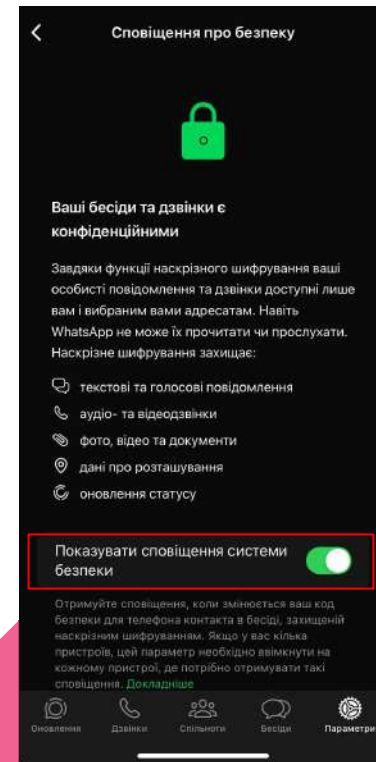 Сповіщення про безпеку
Ваші бесіди та дзвінки є
конфіденційними
Завдяки функції наскрізного шифрування ваші
особисті повідомлення та дзвінки доступні лише
вам і вибраним вами адресатам. Навіть
WhatsApp не може їх прочитати чи прослухати.
Наскрізне шифрування захищає:
текстові та голосові повідомлення
аудіо- та відеодзвінки
фото, відео та документи
дані про розташування
оновлення статусу
Показувати сповіщення системи
безпеки
Отримуйте сповіщення, коли змінюється ваш код
безпеки для телефона контакта в бесіді, захищеній
наскрізним шифруванням. Якщо у вас кілька
пристроїв, цей параметр необхідно ввімкнути на
кожному пристрої, де потрібно отримувати такі
сповіщення. Докладніше
Оновлення Дзвінки Спільноти Бесіди Параметри